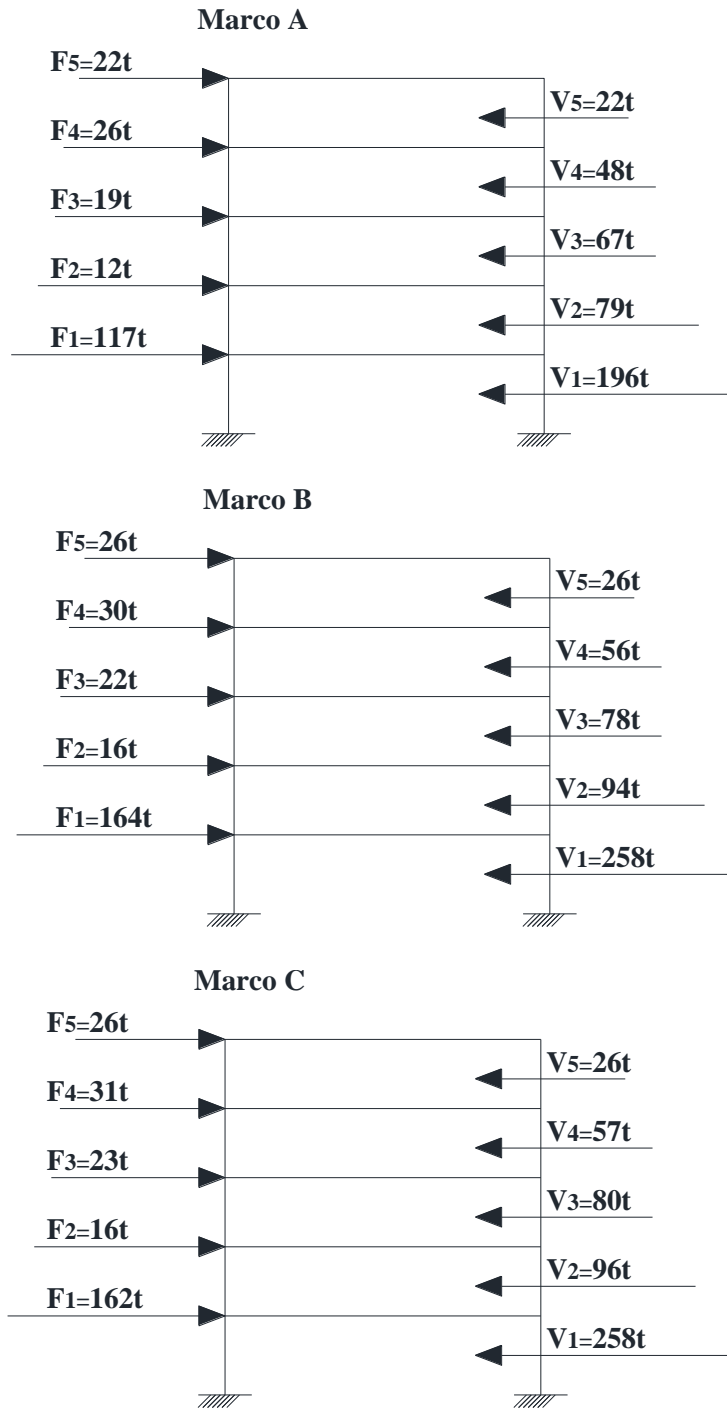 Marco A
F5=22t
V5=22t
F4=26t
V4=48t
F3=19t
V3=67t
F2=12t
V2=79t
F1=117t
V1=196t
Marco B
F5=26t
V5=26t
F4=30t
V4=56t
F3=22t
V3=78t
F2=16t
V2=94t
F1=164t
V1=258t
Marco C
F5=26t
V5=26t
F4=31t
V4=57t
F3=23t
V3=80t
F2=16t
V2=96t
F1=162t
V1=258t